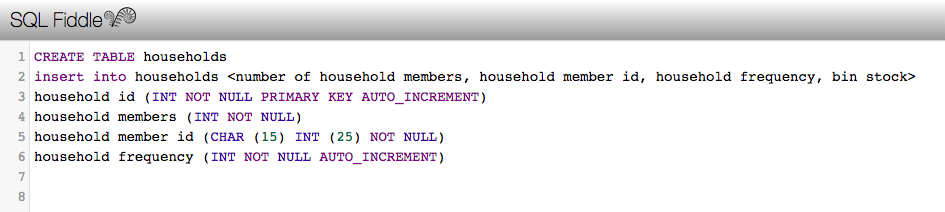 SQL Fiddle
1 CREATE TABLE households
2 insert into households <number of household members, household member id, household frequency, bin stock>
3 household id (INT NOT NULL PRIMARY KEY AUTO_INCREMENT)
4 household members (INT NOT NULL)
5 household member id (CHAR (15) INT (25) NOT NULL)
6 household frequency (INT NOT NULL AUTO_INCREMENT)
7
8